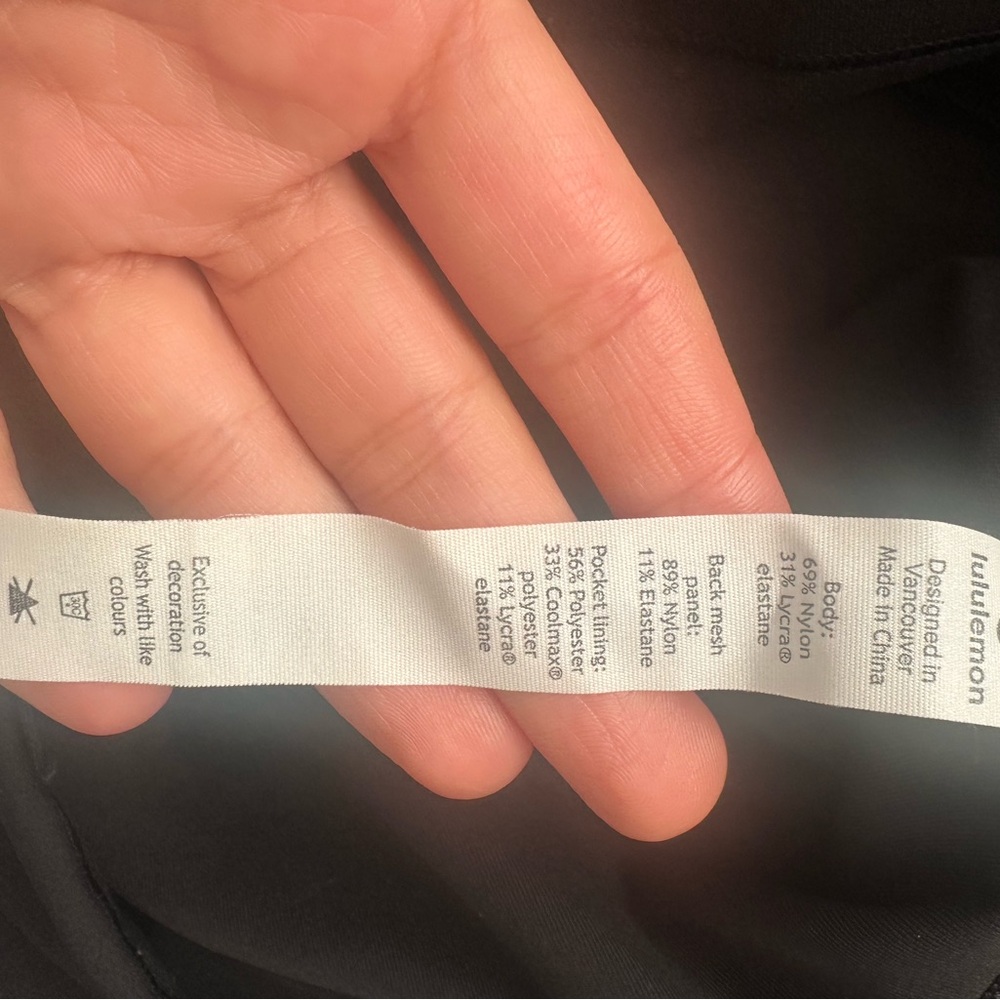 lululemon
Designed in
Vancouver
Made in China
Body:
69% Nylon
31% Lycra®
elastane
Back mesh
panel:
89% Nylon
11% Elastane
Pocket lining:
56% Polyester
33% Coolmax®
polyester
11% Lycra®
elastane
Exclusive of
decoration
Wash with like
colours
30C